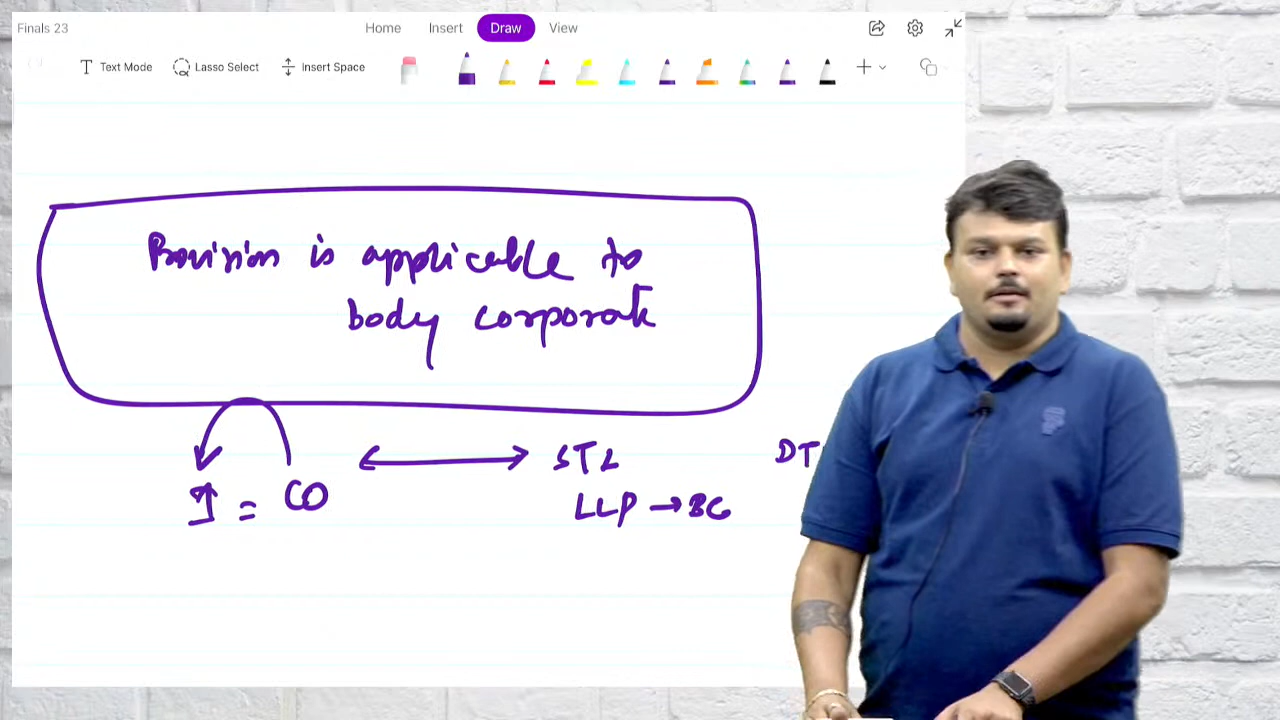 Finals 23
Home Insert Draw View
Text Mode Lasso Select Insert Space
Provision is applicable to
body corporate
STL DT
I = CO
LLP → BC